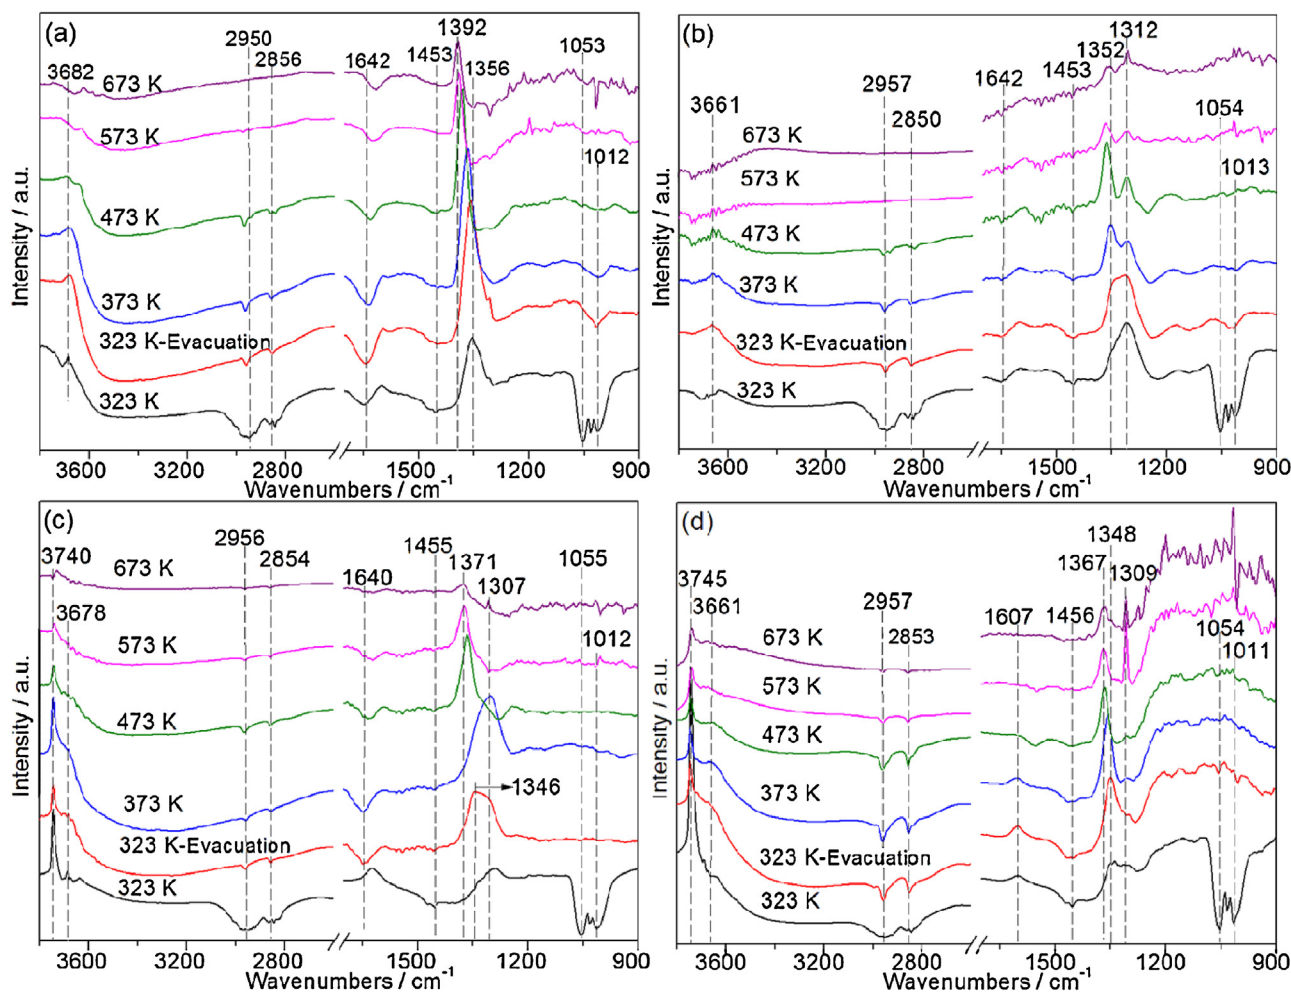 (a)
2950
2856
3682
1642
1453
1392
1356
1053
1012
673 K
573 K
473 K
373 K
323 K-Evacuation
323 K
Intensity / a.u.
3600 3200 2800 1500 1200 900
Wavenumbers / cm-1
(b)
3661
2957
2850
1642
1453
1352
1312
1054
1013
673 K
573 K
473 K
373 K
323 K-Evacuation
323 K
Intensity / a.u.
3600 3200 2800 1500 1200 900
Wavenumbers / cm-1
(c)
3740
3678
2956
2854
1640
1455
1371
1307
1346
1055
1012
673 K
573 K
473 K
373 K
323 K-Evacuation
323 K
Intensity / a.u.
3600 3200 2800 1500 1200 900
Wavenumbers / cm-1
(d)
3745
3661
2957
2853
1607
1456
1367
1348
1309
1054
1011
673 K
573 K
473 K
373 K
323 K-Evacuation
323 K
Intensity / a.u.
3600 3200 2800 1500 1200 900
Wavenumbers / cm-1